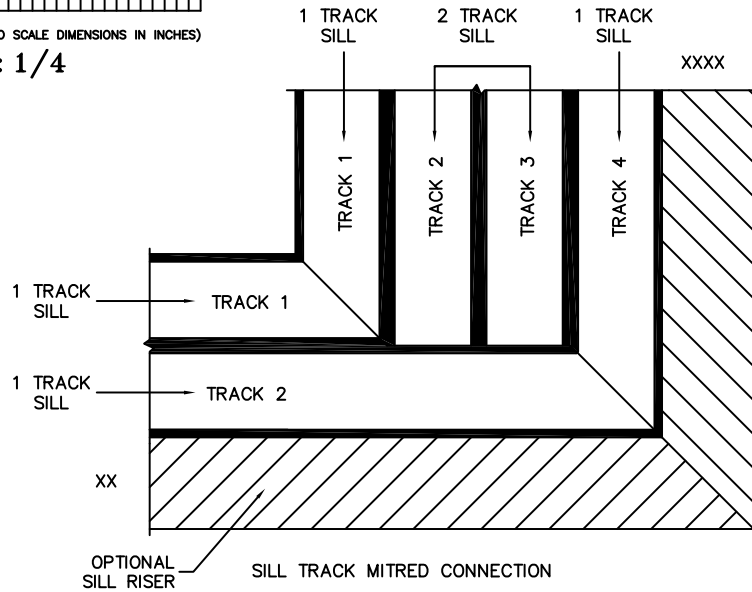 O SCALE DIMENSIONS IN INCHES)
: 1/4
1 TRACK
SILL
2 TRACK
SILL
1 TRACK
SILL
XXXX
TRACK 1
TRACK 2
TRACK 3
TRACK 4
1 TRACK
SILL
TRACK 1
1 TRACK
SILL
TRACK 2
XX
OPTIONAL
SILL RISER
SILL TRACK MITRED CONNECTION